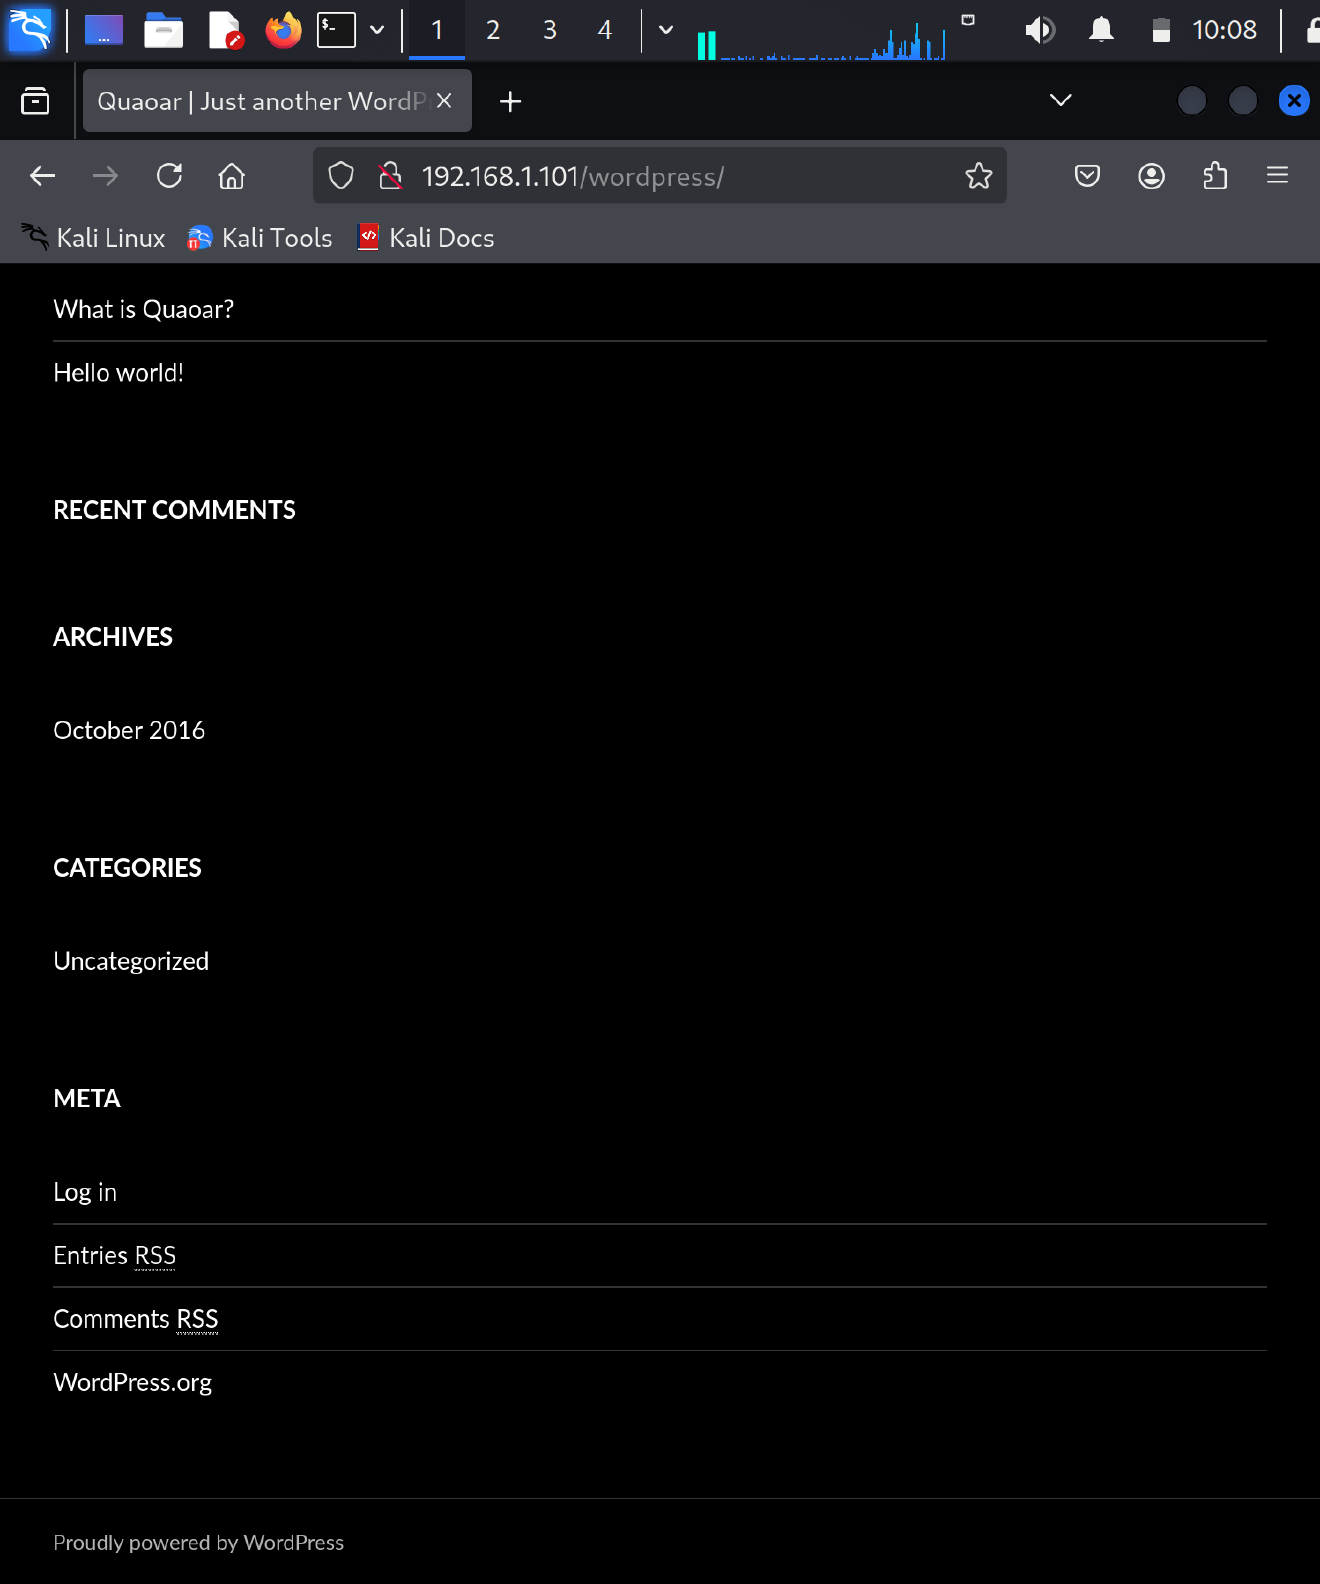 1 2 3 4 10:08
Quaoar | Just another WordP
192.168.1.101/wordpress/
Kali Linux Kali Tools Kali Docs
What is Quaoar?
Hello world!
RECENT COMMENTS
ARCHIVES
October 2016
CATEGORIES
Uncategorized
META
Log in
Entries RSS
Comments RSS
WordPress.org
Proudly powered by WordPress